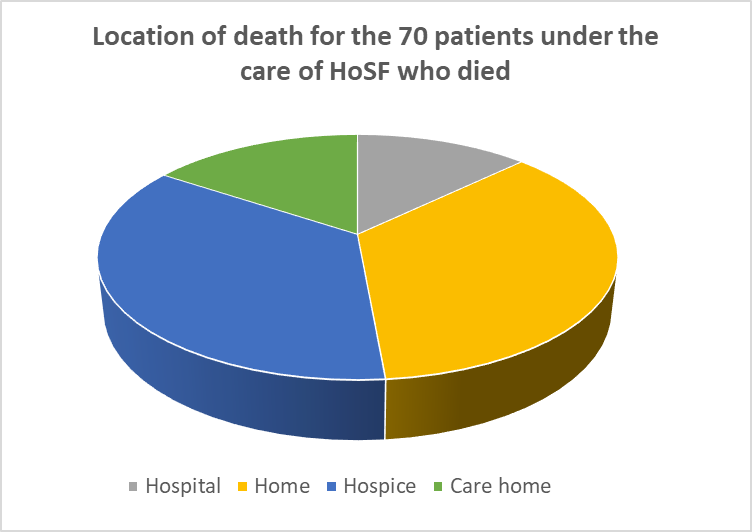 Location of death for the 70 patients under the
care of HoSF who died
Hospital Home Hospice Care home